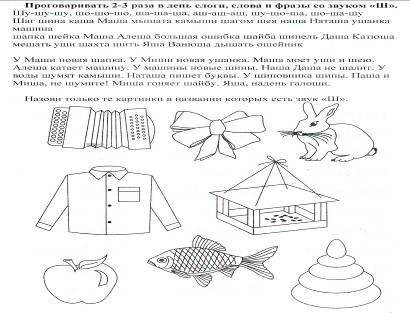 Проговаривать 2-3 раза в день слоги, слова и фразы со звуком «Ш».
Шу-шу-шу, шо-шо-шо, ша-ша-ша, аш-аш-аш, шу-шо-ша, шо-ша-шу
Шаг шина каша Маша мышата камыши шагом шея наша Наташа ушанка
машина
шапка шейка Маша Алеша большая ошибка шайба шинель Даша Катюша
мешать уши шахта шить Яша Ванюша дышать ошейник
У Маши новая шапка. У Миши новая ушанка. Маша моет уши и шею.
Алеша катает машину. У машины новые шины. Наша Даша не шалит. У
воды шумят камыши. Наташа пишет буквы. У шиповника шипы. Паша и
Миша, не шумите! Миша гоняет шайбу. Яша, надень галоши.
Назови только те картинки в названии которых есть звук «Ш».